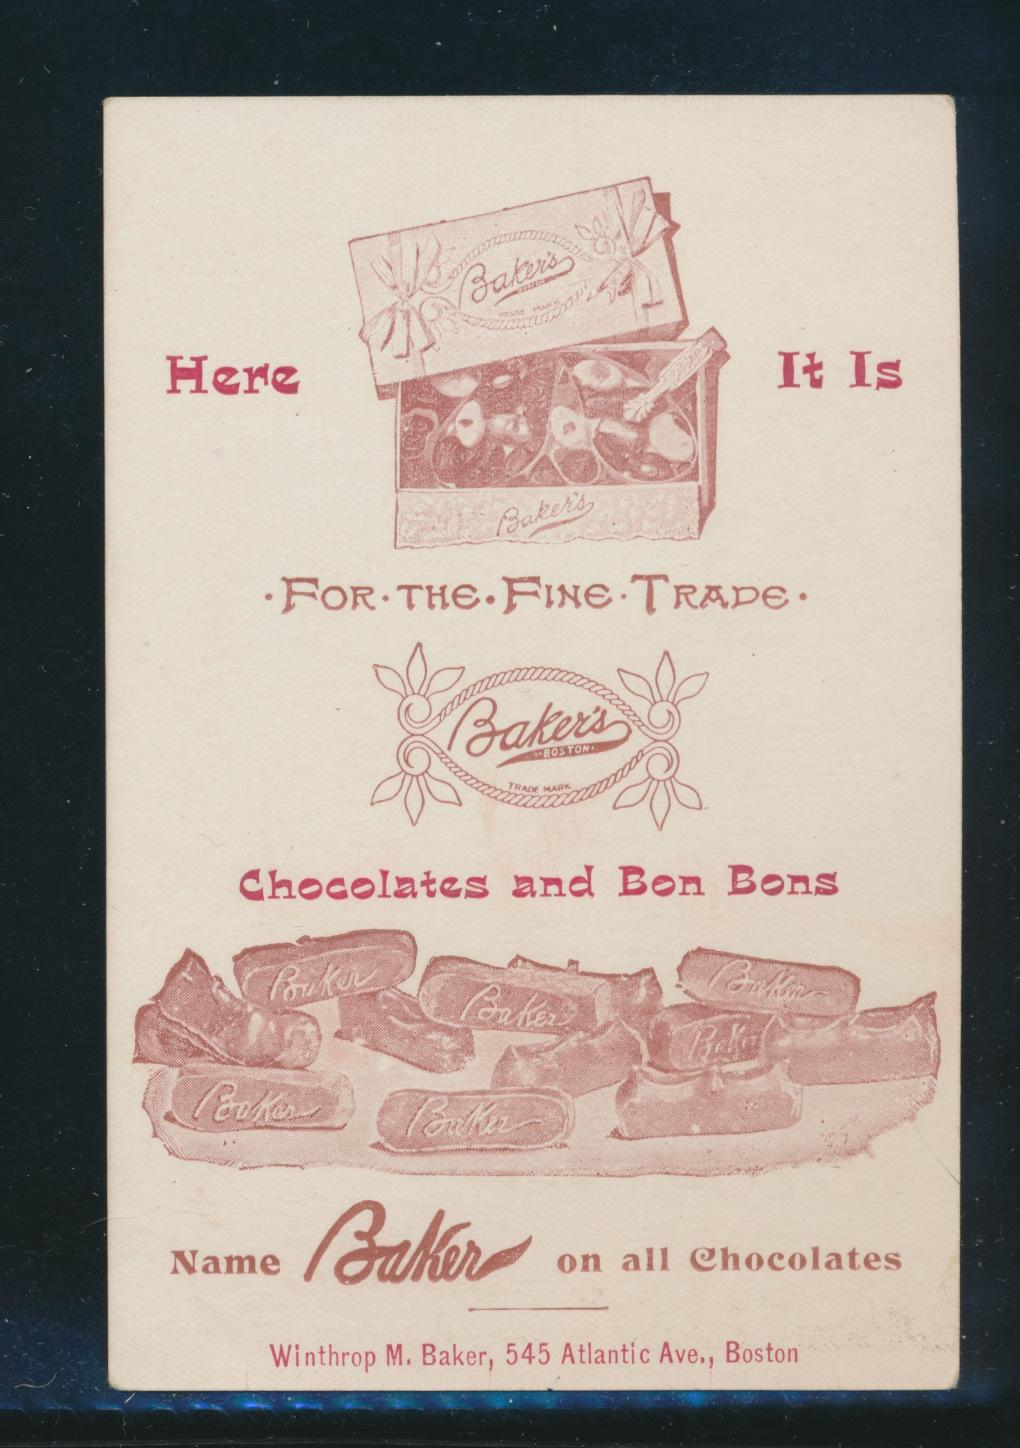 Baker's
TRADE MARK
Here
It Is
Baker's
·FOR·THE·FINE·TRADE·
Baker's
·BOSTON·
TRADE MARK
Chocolates and Bon Bons
Baker
Baker
Baker
Baker
Baker
Baker
Name Baker on all Chocolates
Winthrop M. Baker, 545 Atlantic Ave., Boston